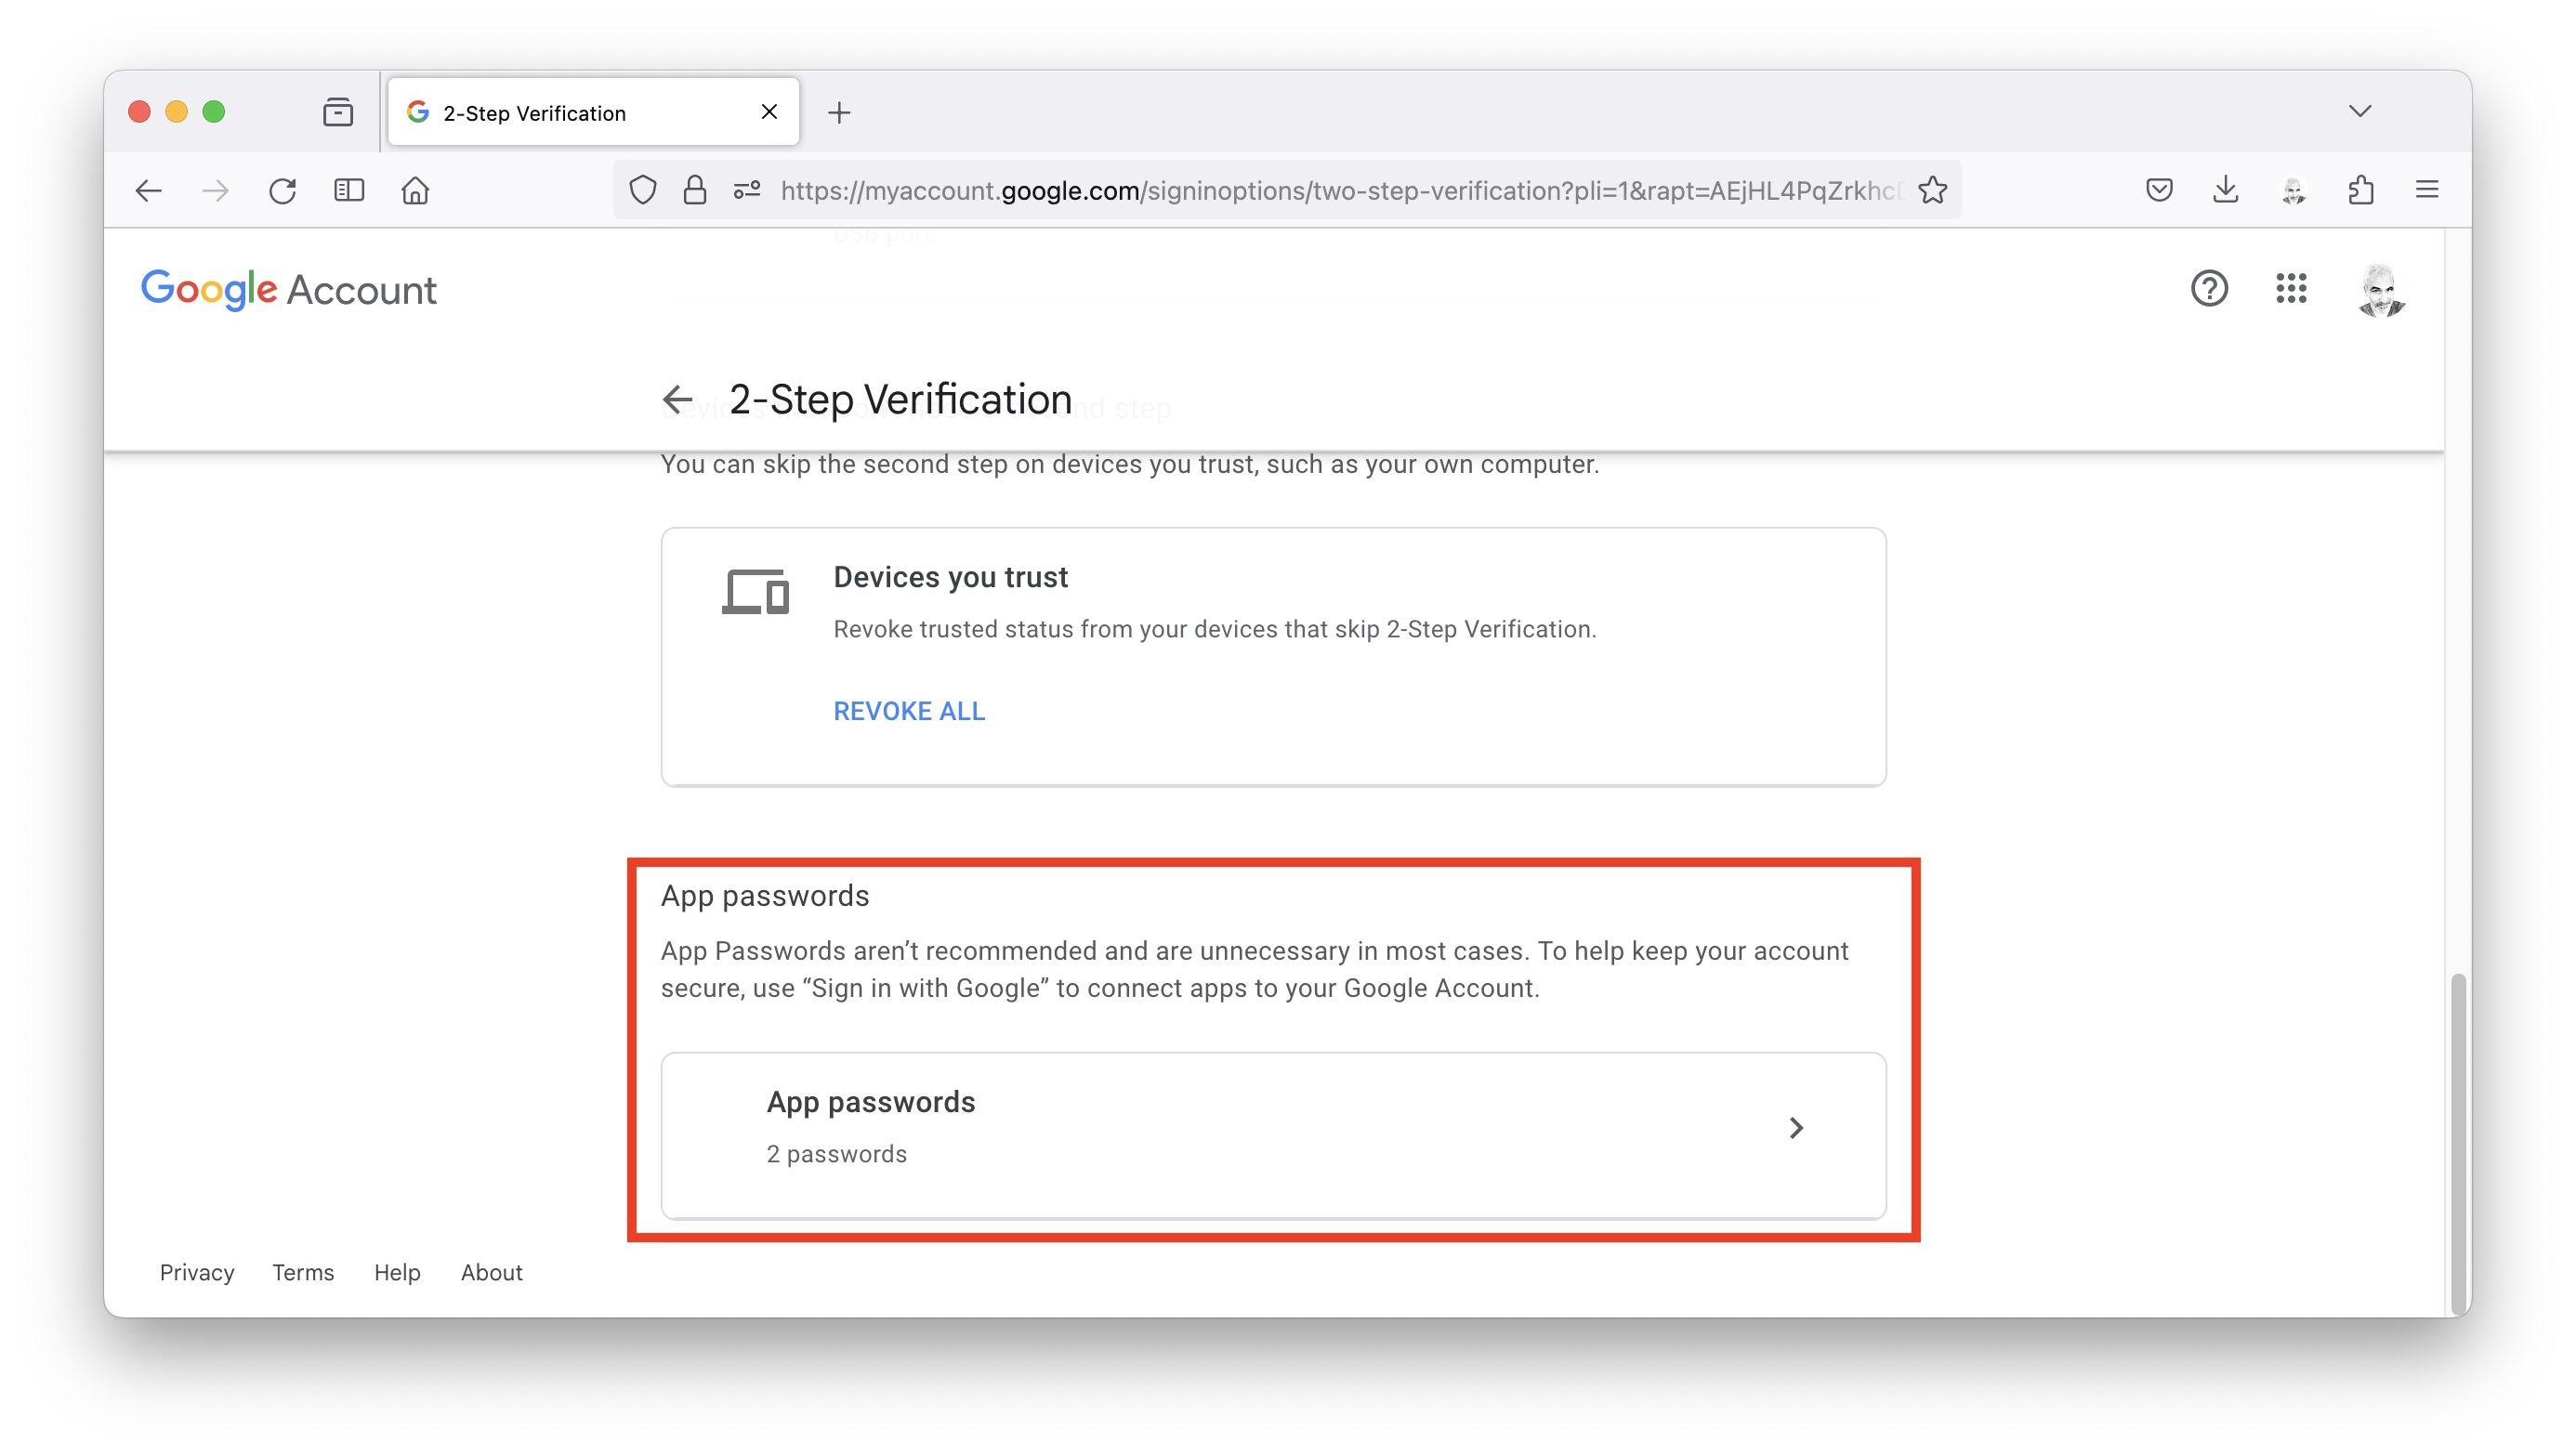 2-Step Verification
https://myaccount.google.com/signinoptions/two-step-verification?pli=1&rapt=AEjHL4PqZrkhc
USB port.
Google Account
2-Step Verification
You can skip the second step on devices you trust, such as your own computer.
Devices you trust
Revoke trusted status from your devices that skip 2-Step Verification.
REVOKE ALL
App passwords
App Passwords aren’t recommended and are unnecessary in most cases. To help keep your account
secure, use “Sign in with Google” to connect apps to your Google Account.
App passwords
2 passwords
Privacy Terms Help About